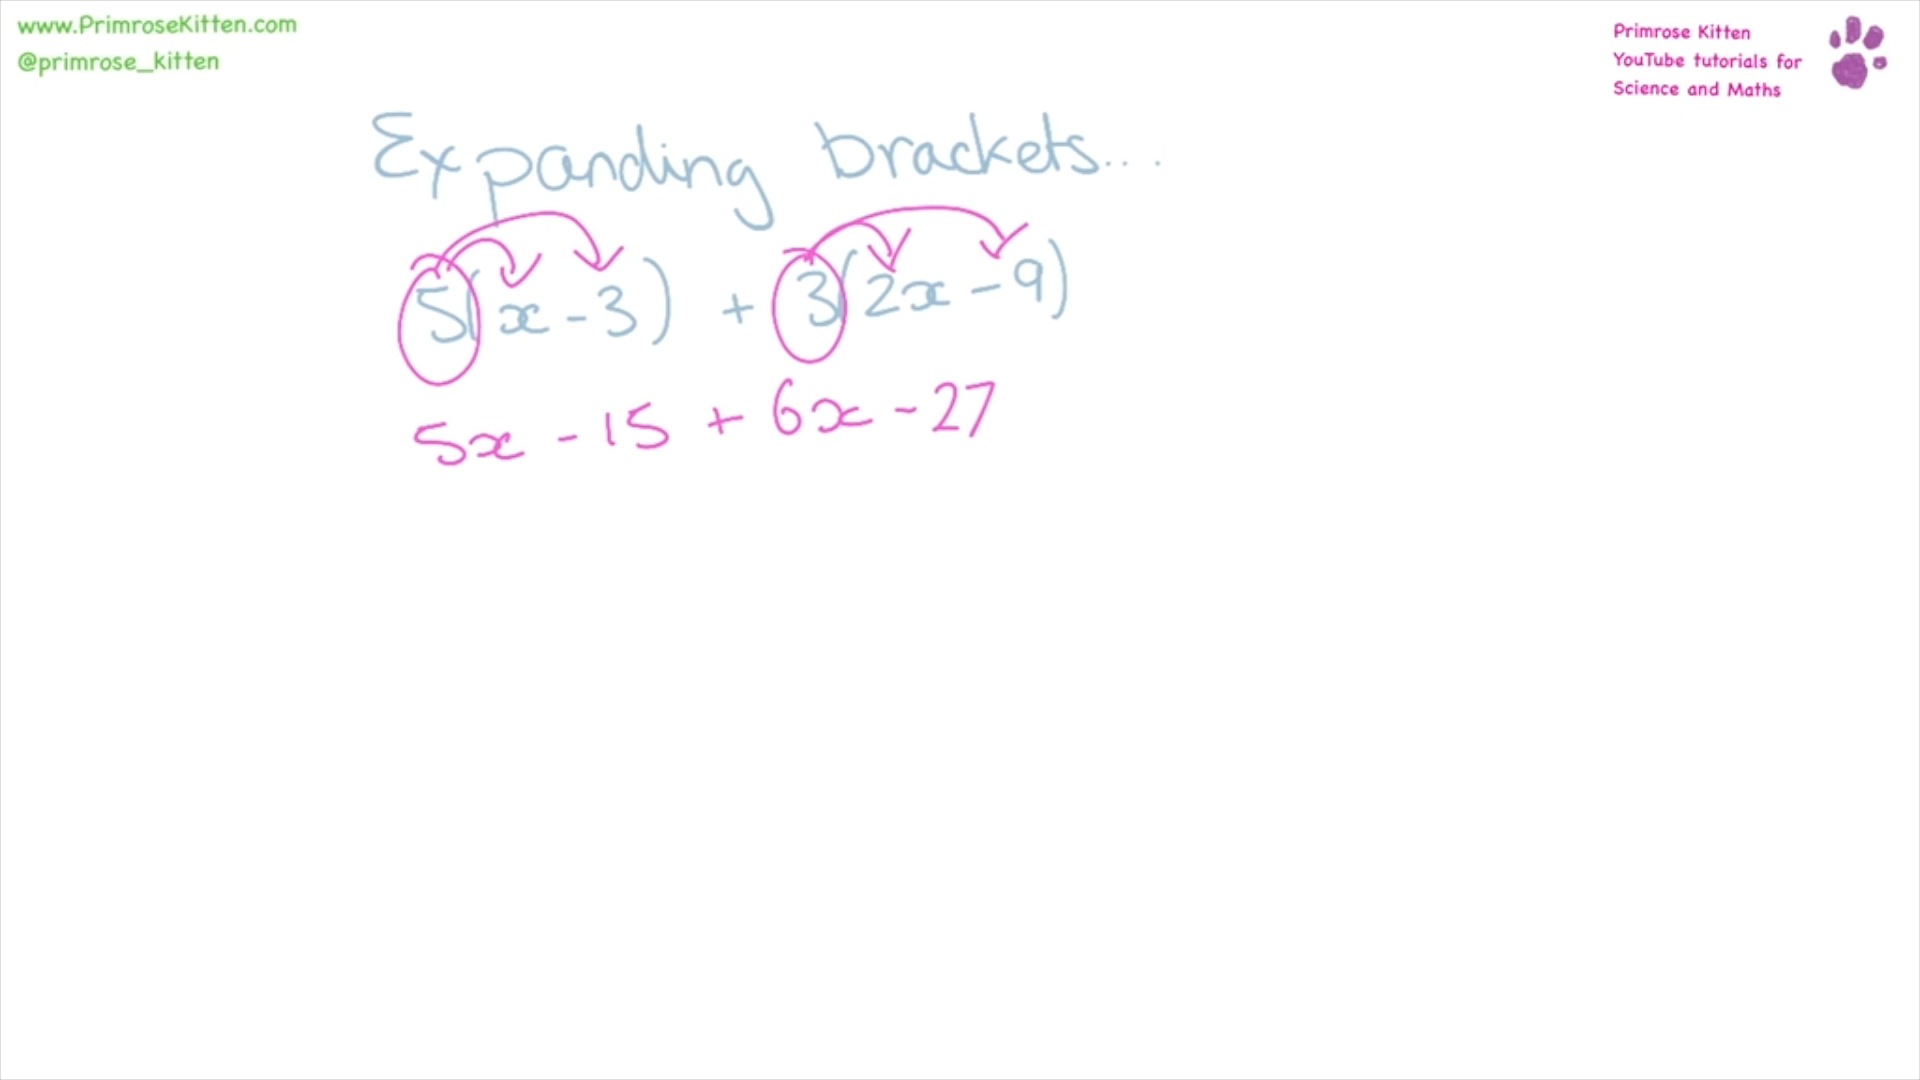 www.PrimroseKitten.com
@primrose_kitten
Primrose Kitten
YouTube tutorials for
Science and Maths
Expanding brackets...
5(x-3) + 3(2x-9)
5x -15 + 6x -27